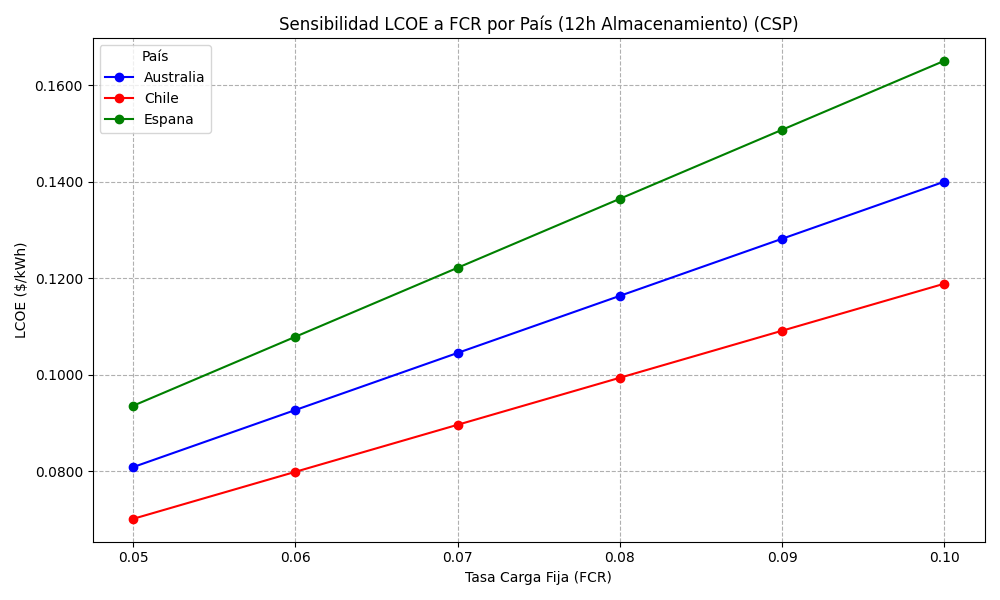 Sensibilidad LCOE a FCR por País (12h Almacenamiento) (CSP)
País
Australia
Chile
Espana
0.1600
0.1400
0.1200
0.1000
0.0800
LCOE ($/kWh)
0.05 0.06 0.07 0.08 0.09 0.10
Tasa Carga Fija (FCR)